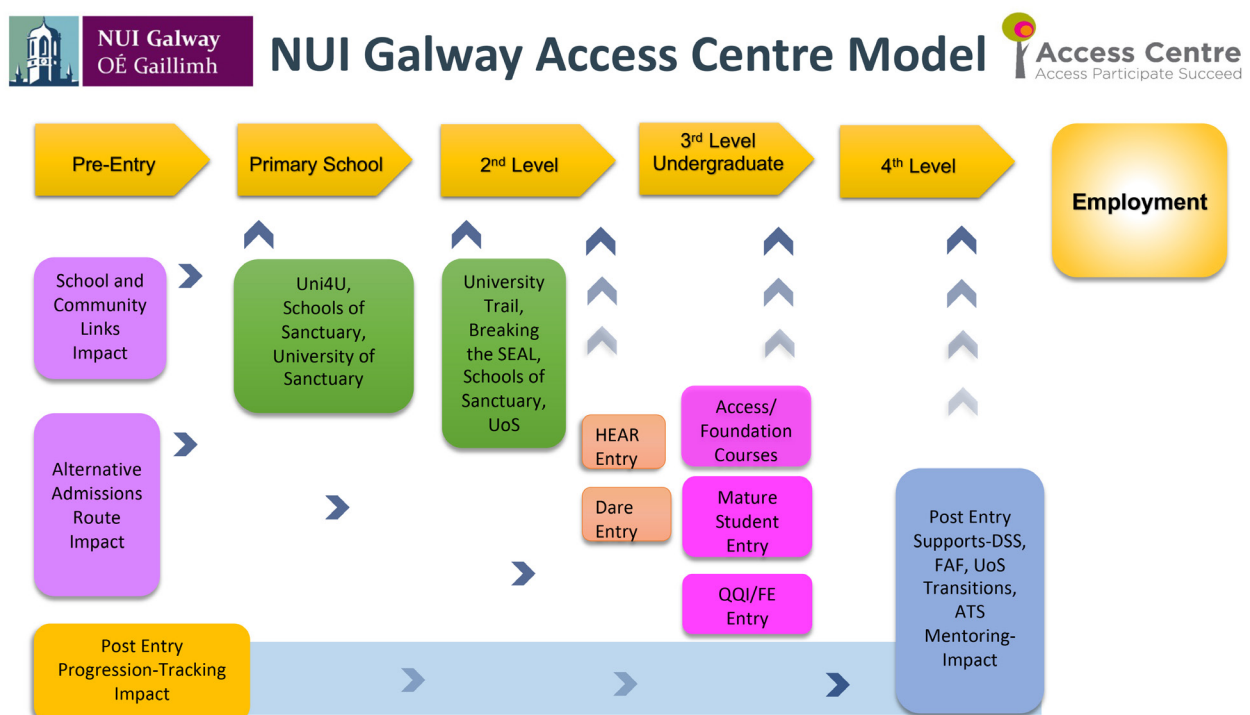 NUI Galway
OÉ Gaillimh
NUI Galway Access Centre Model
Access Centre
Access Participate Succeed
Pre-Entry
Primary School
2nd Level
3rd Level
Undergraduate
4th Level
Employment
School and
Community
Links
Impact
Uni4U,
Schools of
Sanctuary,
University of
Sanctuary
University
Trail,
Breaking
the SEAL,
Schools of
Sanctuary,
UoS
HEAR
Entry
Dare
Entry
Access/
Foundation
Courses
Mature
Student
Entry
QQI/FE
Entry
Alternative
Admissions
Route
Impact
Post Entry
Supports-DSS,
FAF, UoS
Transitions,
ATS
Mentoring-
Impact
Post Entry
Progression-Tracking
Impact